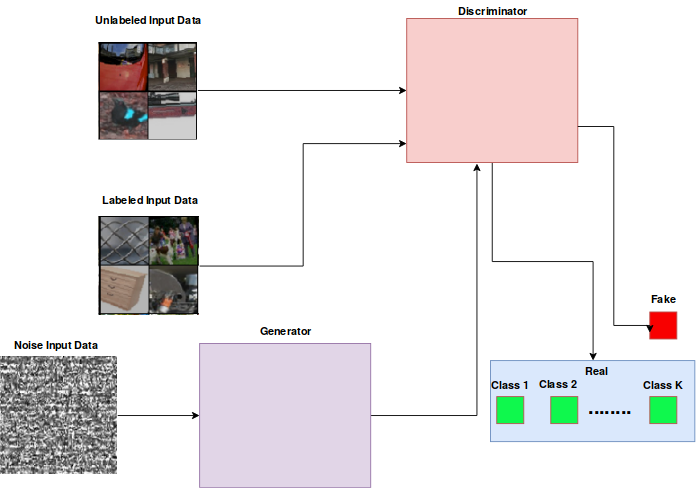 Unlabeled Input Data
Discriminator
Labeled Input Data
Fake
Generator
Noise Input Data
Real
Class 1
Class 2
Class K
........